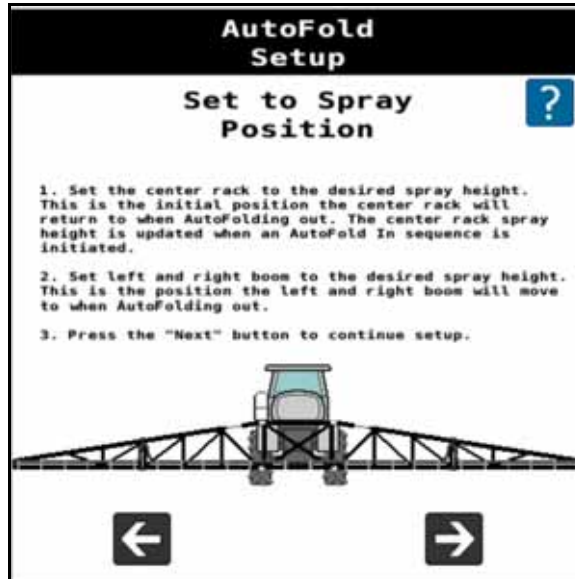 AutoFold
Setup
Set to Spray
Position
?
1. Set the center rack to the desired spray height.
This is the initial position the center rack will
return to when AutoFolding out. The center rack spray
height is updated when an AutoFold In sequence is
initiated.
2. Set left and right boom to the desired spray height.
This is the position the left and right boom will move
to when AutoFolding out.
3. Press the "Next" button to continue setup.